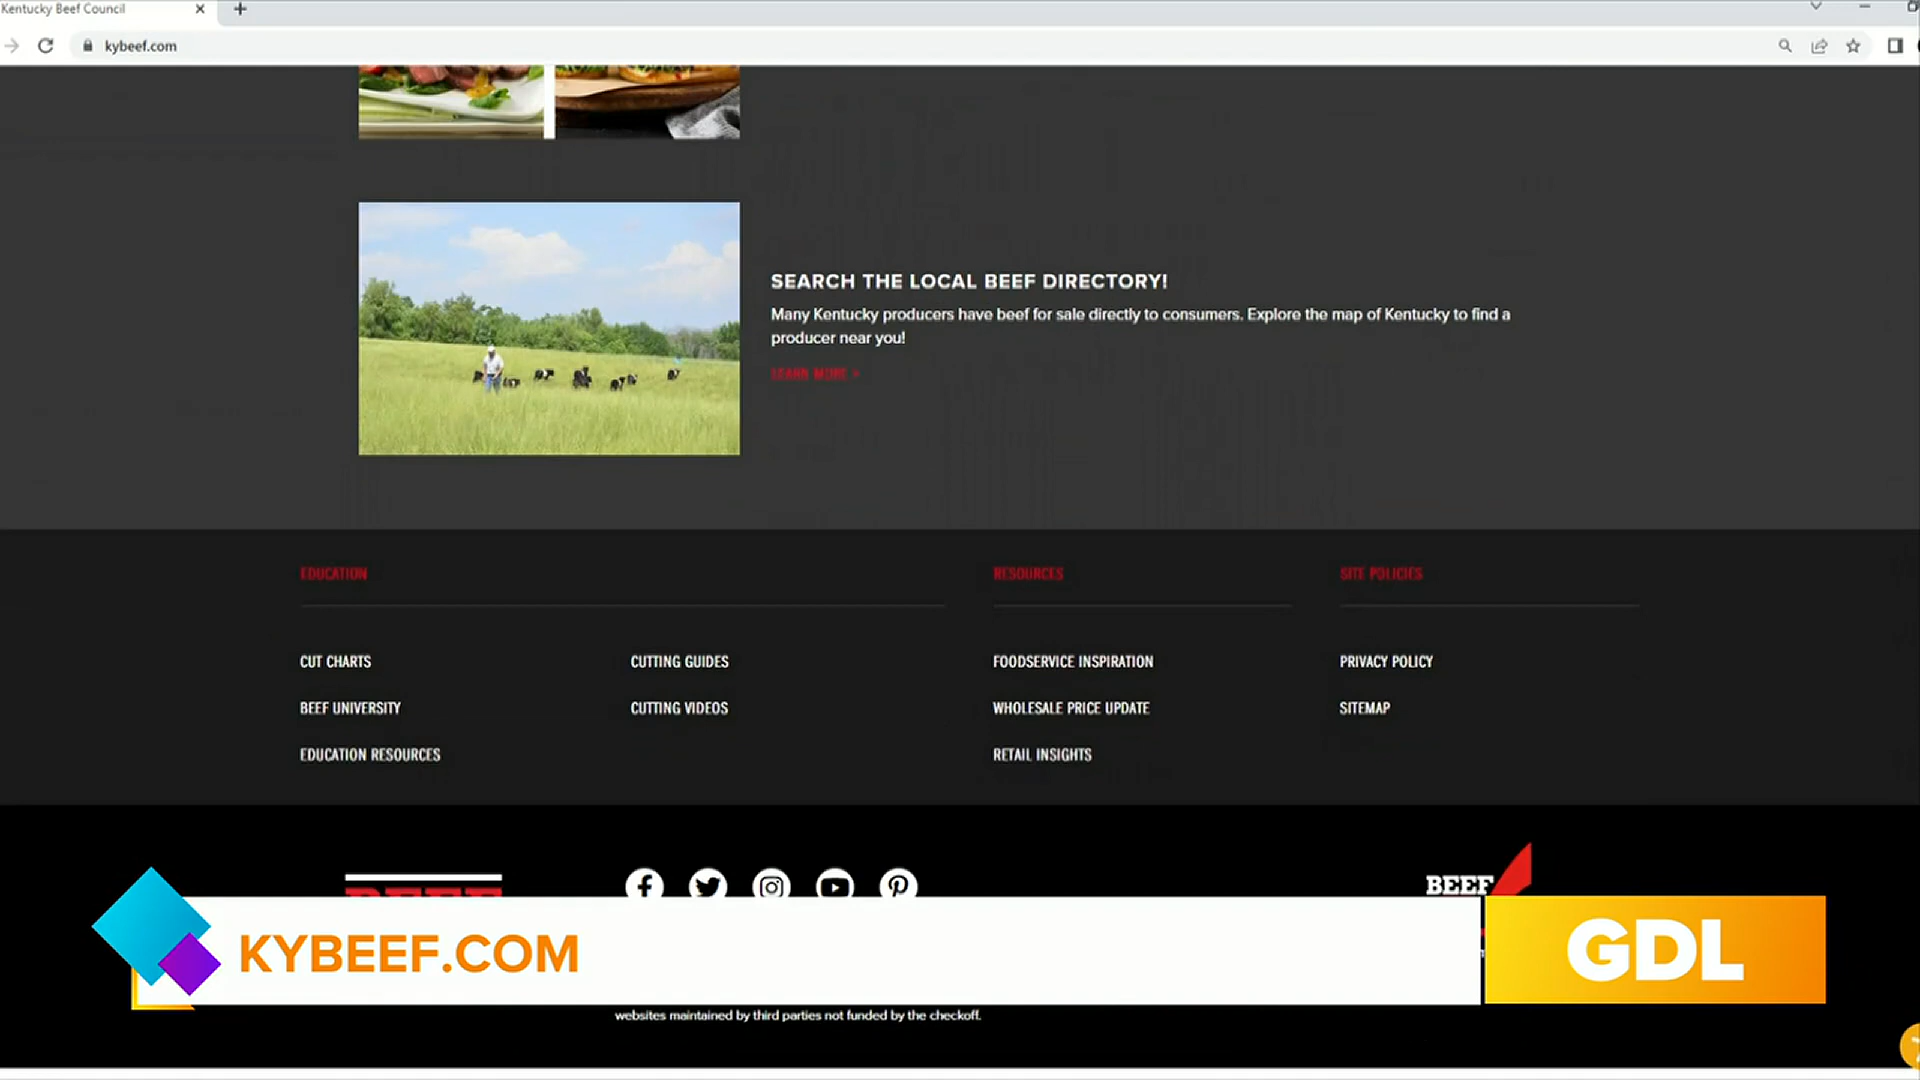 Kentucky Beef Council
kybeef.com
SEARCH THE LOCAL BEEF DIRECTORY!
Many Kentucky producers have beef for sale directly to consumers. Explore the map of Kentucky to find a
producer near you!
LEARN MORE >
EDUCATION
RESOURCES
SITE POLICIES
CUT CHARTS
CUTTING GUIDES
FOODSERVICE INSPIRATION
PRIVACY POLICY
BEEF UNIVERSITY
CUTTING VIDEOS
WHOLESALE PRICE UPDATE
SITEMAP
EDUCATION RESOURCES
RETAIL INSIGHTS
BEEF
KYBEEF.COM
GDL
websites maintained by third parties not funded by the checkoff.